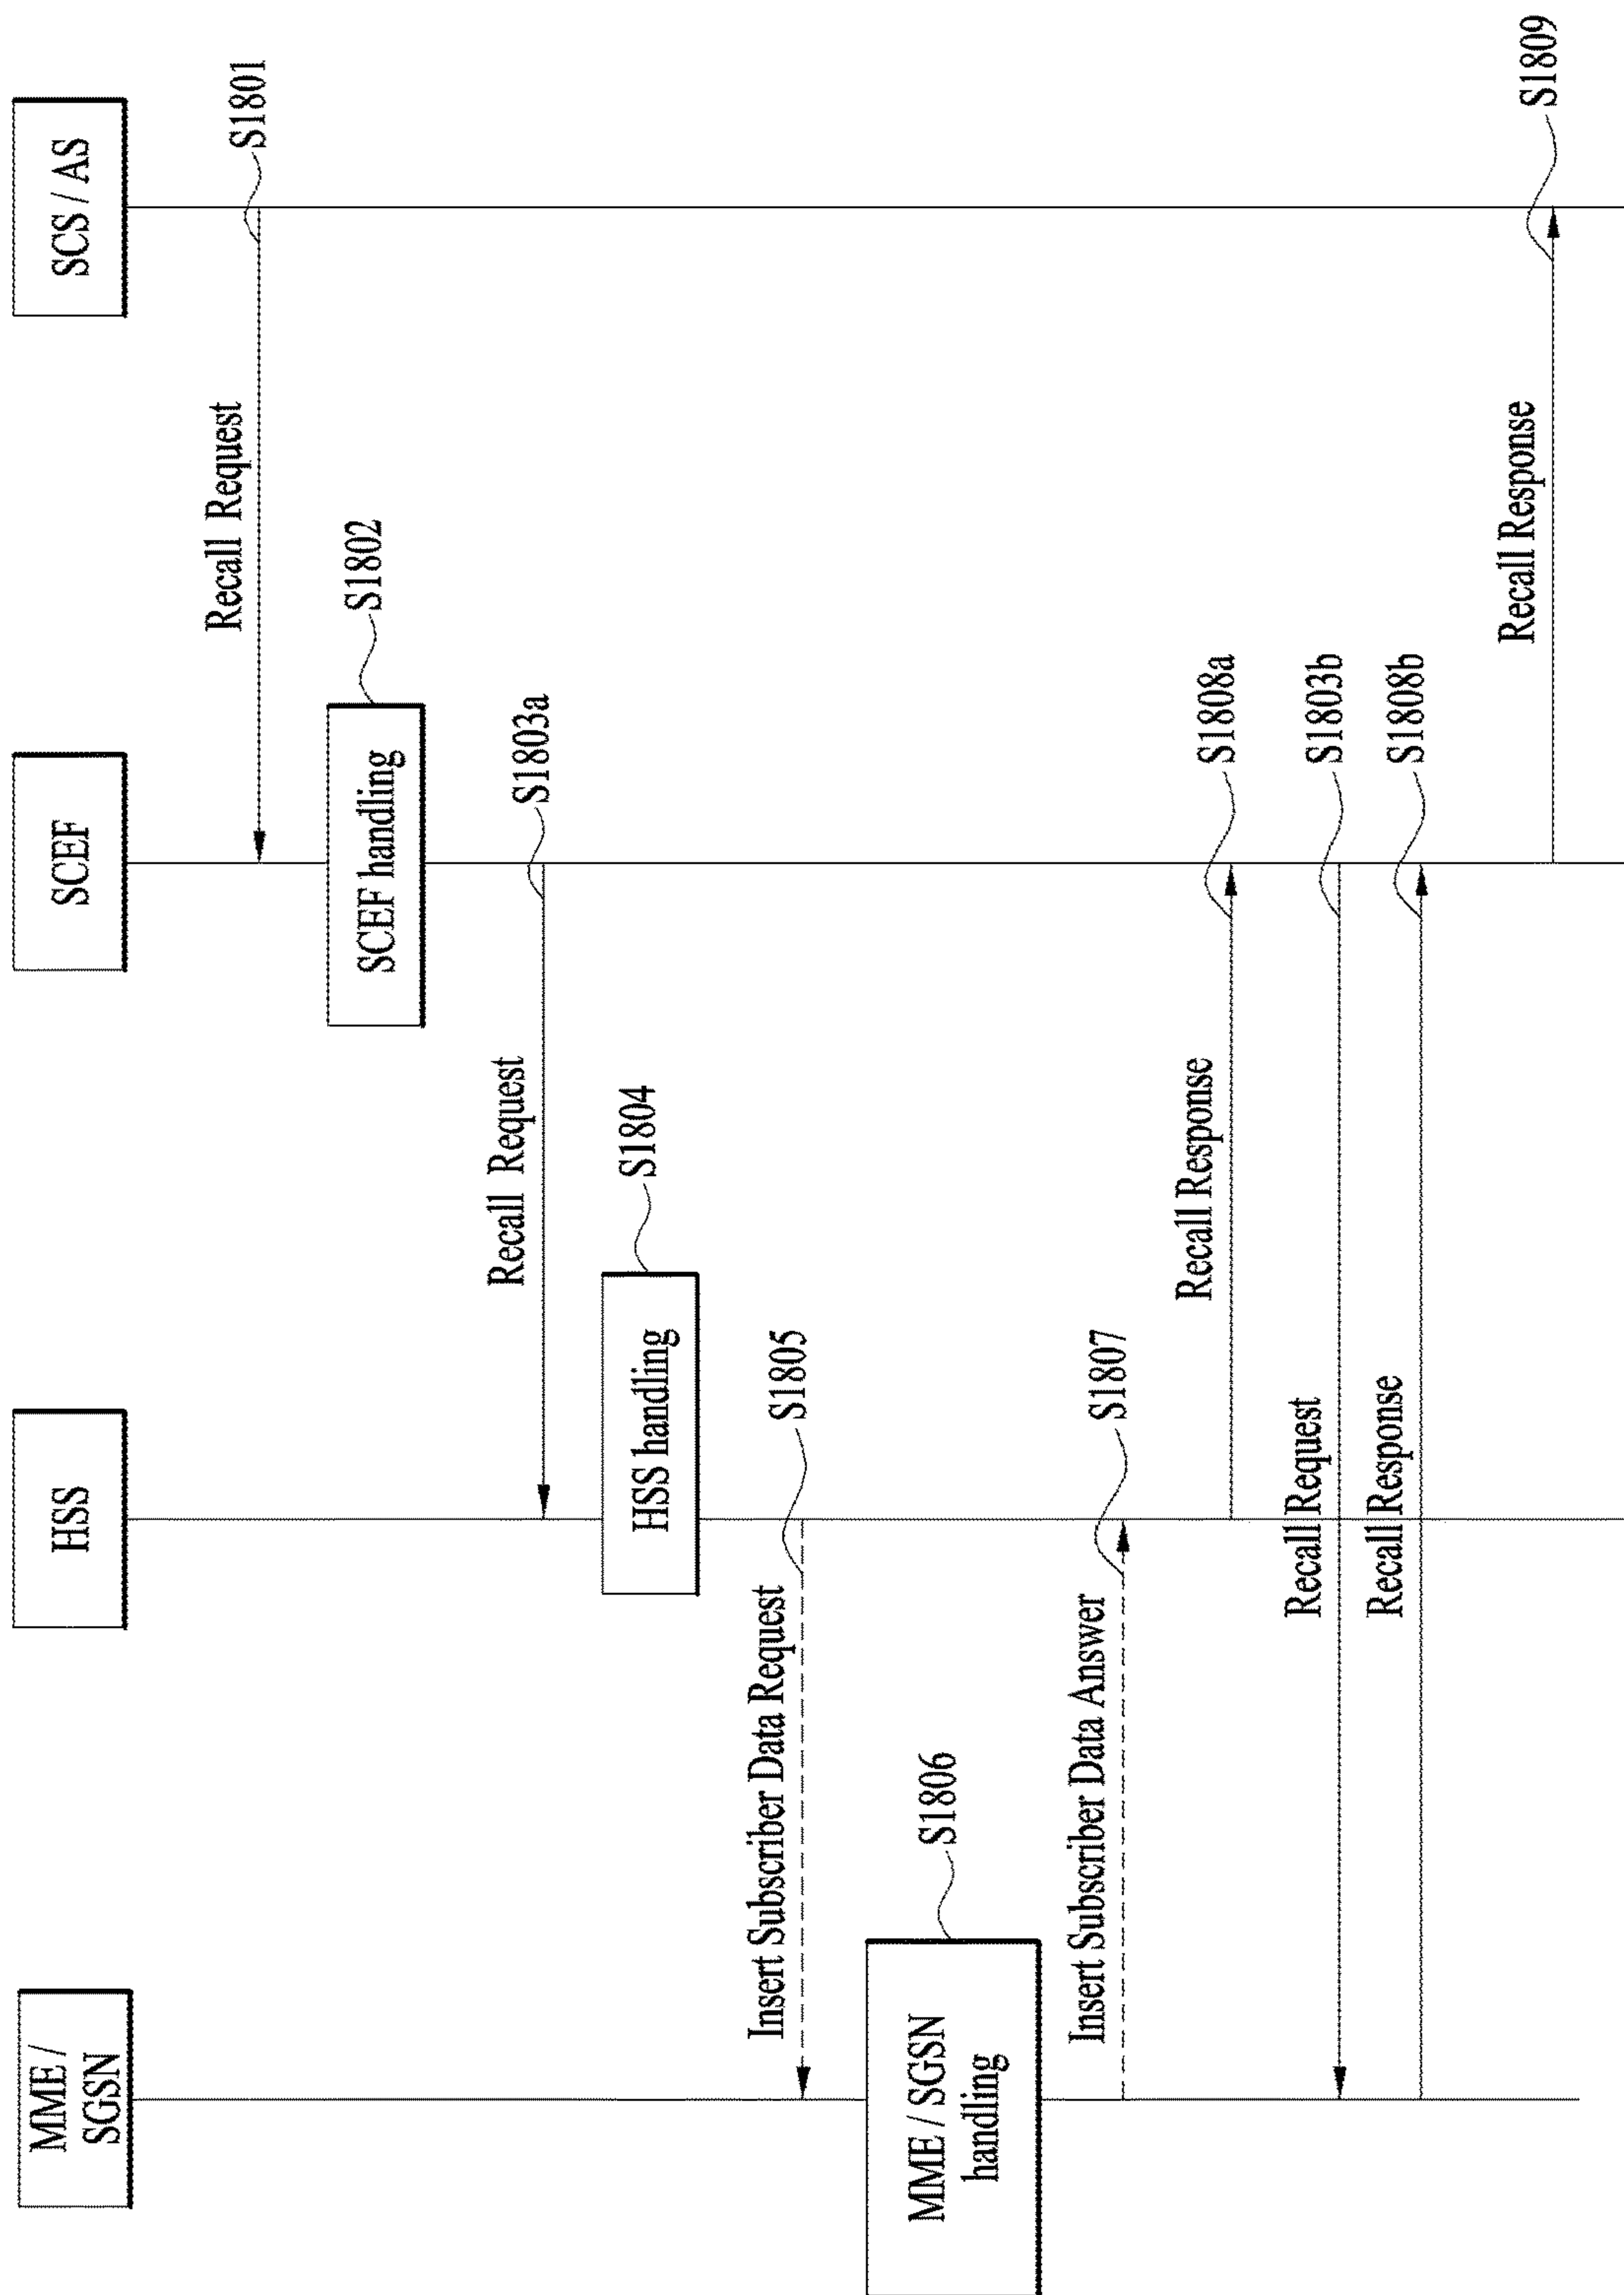 MME /
SGSN
HSS
SCEF
SCS / AS
Recall Request
S1801
SCEF handling
S1802
Recall Request
S1803a
HSS handling
S1804
Insert Subscriber Data Request
S1805
MME / SGSN
handling
S1806
Insert Subscriber Data Answer
S1807
Recall Response
S1808a
Recall Request
S1803b
Recall Response
S1808b
Recall Response
S1809